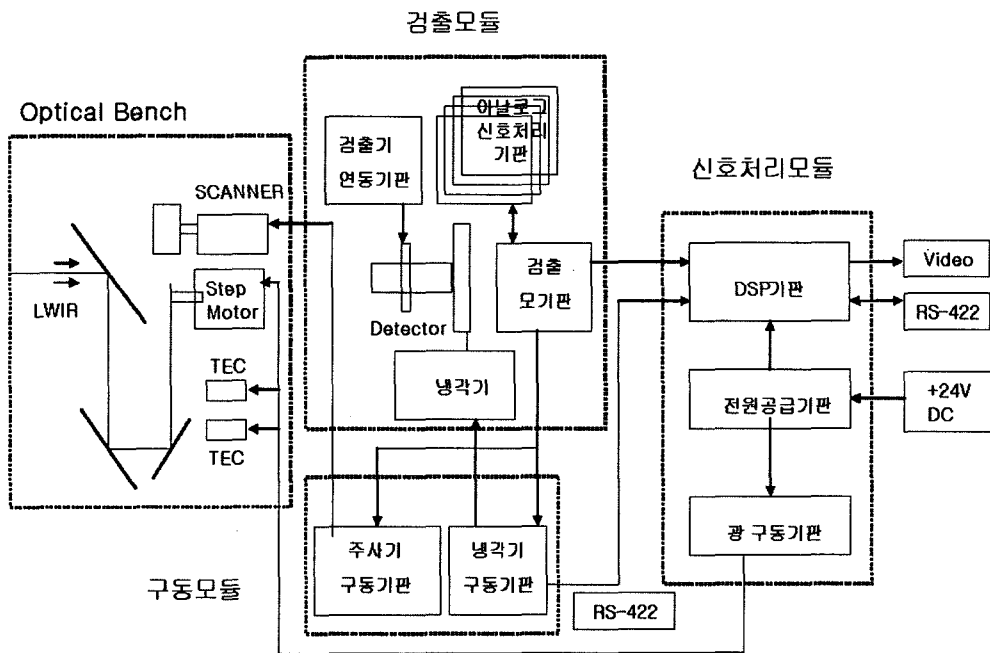 검출모듈
Optical Bench
아날로그
신호처리
기판
검출기
연동기판
신호처리모듈
SCANNER
LWIR
Step
Motor
Detector
검출
모기판
DSP기판
Video
RS-422
TEC
TEC
냉각기
전원공급기판
+24V
DC
주사기
구동기판
냉각기
구동기판
광 구동기판
구동모듈
RS-422